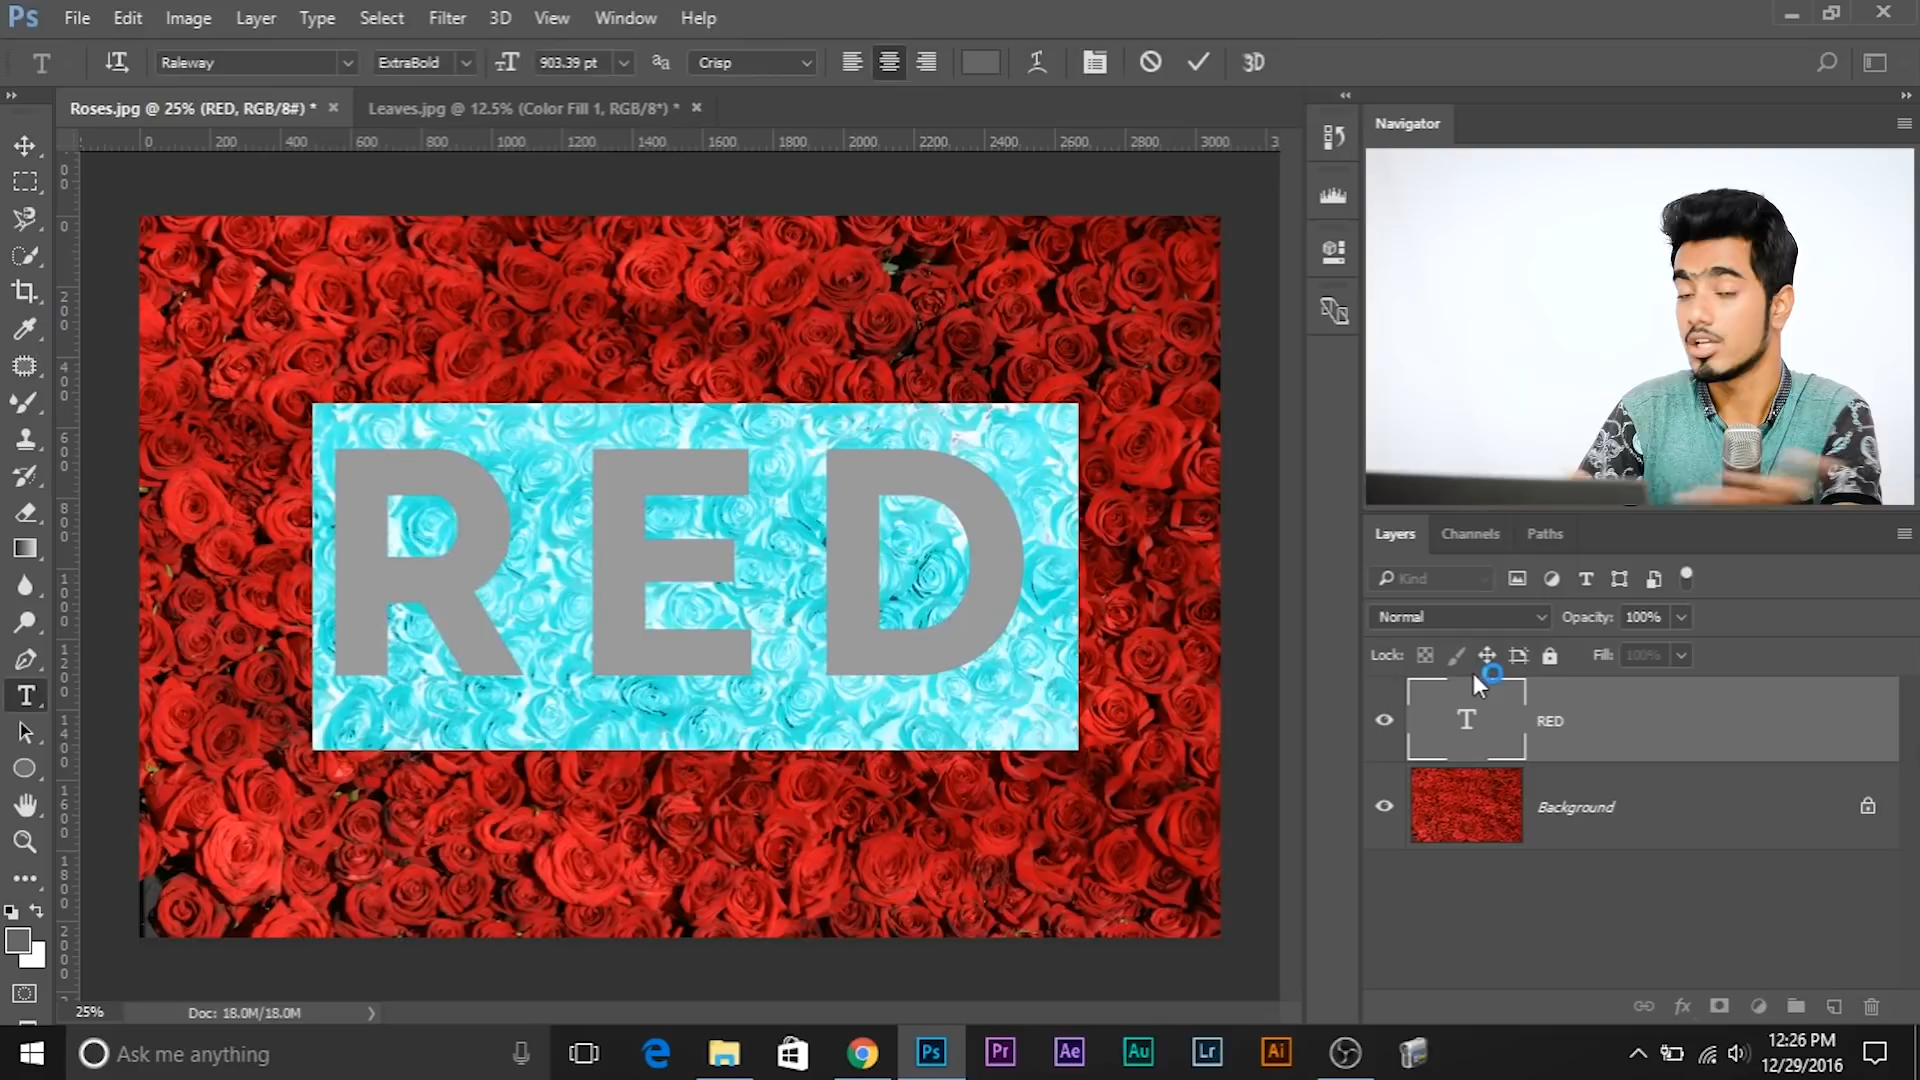 Ps File Edit Image Layer Type Select Filter 3D View Window Help
T Raleway ExtraBold 903.39 pt aa Crisp 3D
Roses.jpg @ 25% (RED, RGB/8#) * × Leaves.jpg @ 12.5% (Color Fill 1, RGB/8*) * ×
Navigator
0 200 400 600 800 1000 1200 1400 1600 1800 2000 2200 2400 2600 2800 3000 3
RED
Layers Channels Paths
Kind
Normal Opacity: 100%
Lock: Fill: 100%
T RED
Background
25% Doc: 18.0M/18.0M
Ask me anything Ps Pr Ae Au Lr Ai 12:26 PM
12/29/2016